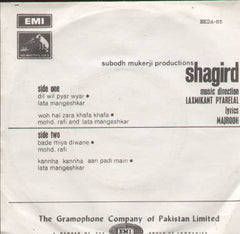 EMI
EKDA-85
subodh mukerji productions
shagird
music direction
LAXMIKANT PYARELAL
lyrics
MAJROOH
side one
dil wil pyar wyar
lata mangeshkar
woh hai zara khafa khafa
mohd. rafi and lata mangeshkar
side two
bade miya diwane
mohd. rafi
kannha kannha aan padi main
lata mangeshkar
The Gramophone Company of Pakistan Limited
EMI